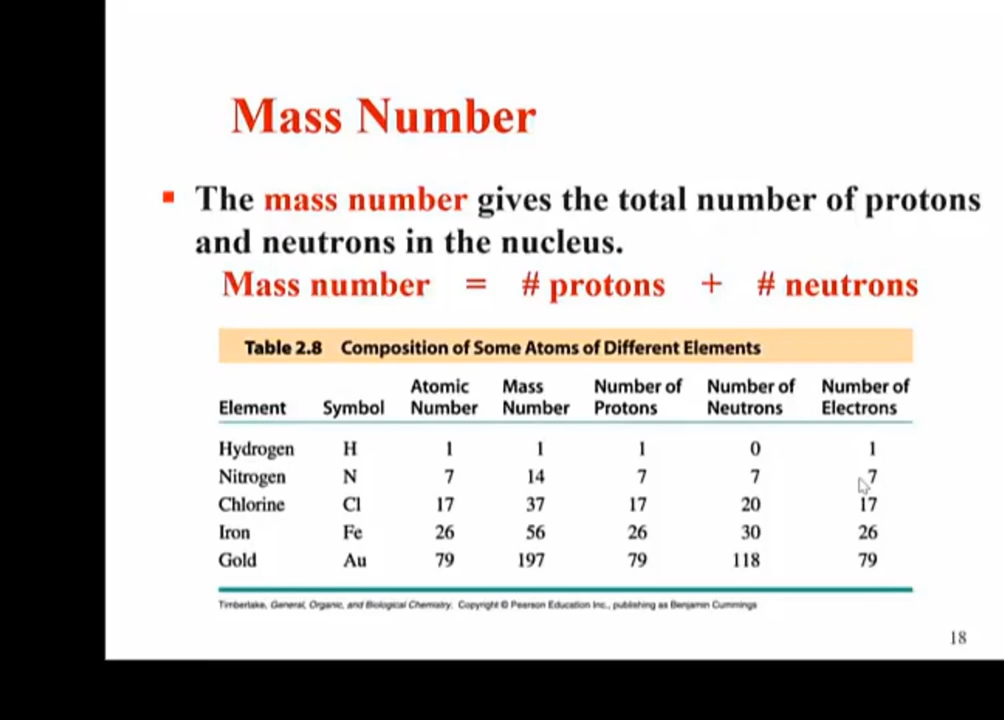 Mass Number
▪ The mass number gives the total number of protons
and neutrons in the nucleus.
Mass number = # protons + # neutrons
Table 2.8 Composition of Some Atoms of Different Elements
Element Symbol Atomic Number Mass Number Number of Protons Number of Neutrons Number of Electrons
Hydrogen H 1 1 1 0 1
Nitrogen N 7 14 7 7 7
Chlorine Cl 17 37 17 20 17
Iron Fe 26 56 26 30 26
Gold Au 79 197 79 118 79
Timberlake, General, Organic, and Biological Chemistry. Copyright © Pearson Education Inc., publishing as Benjamin Cummings
18